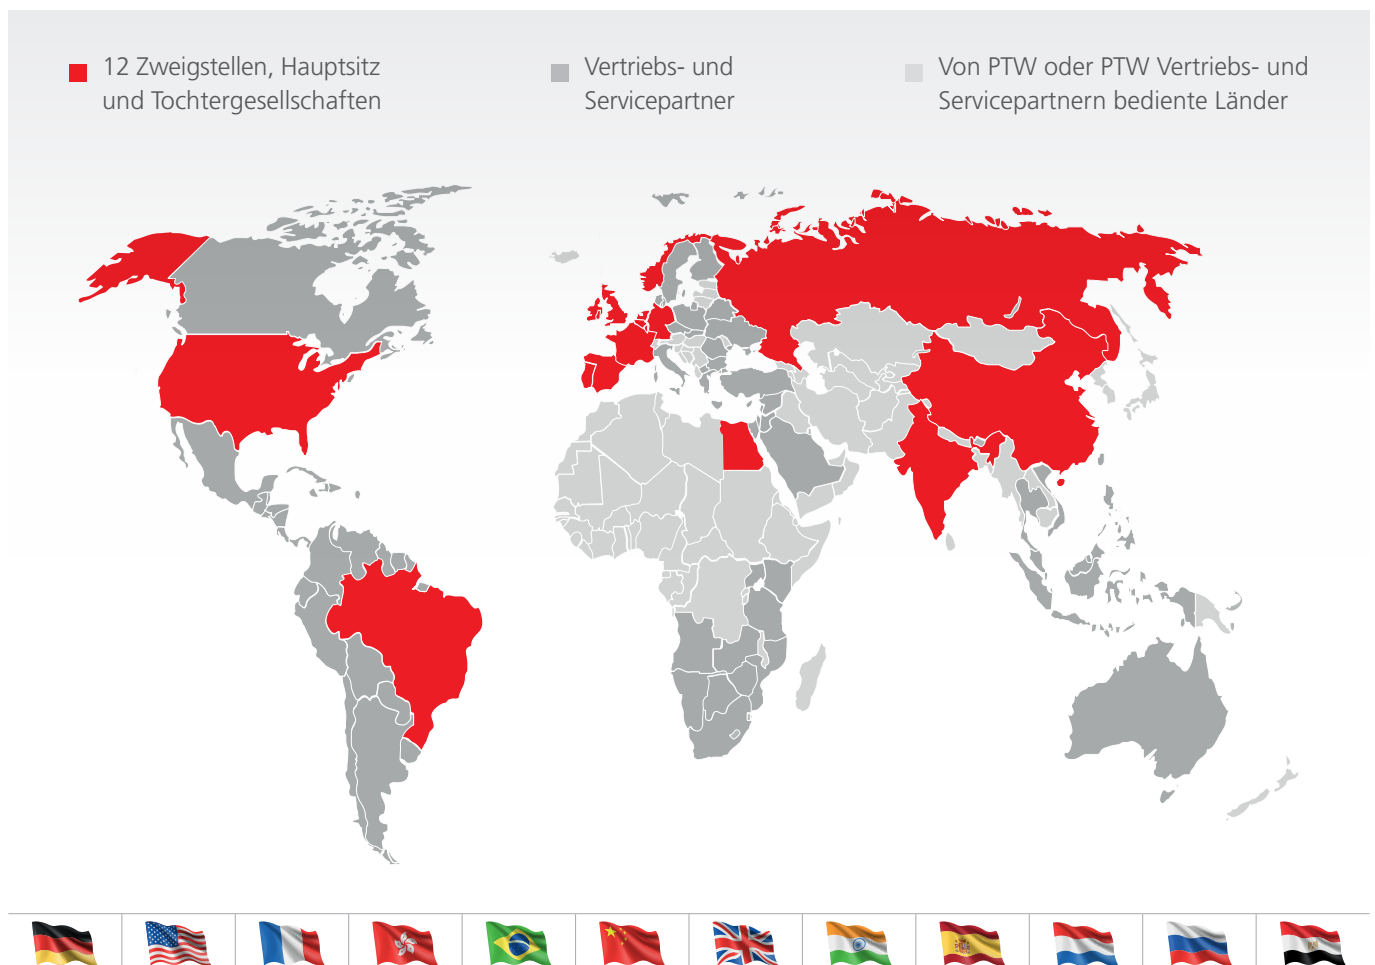 12 Zweigstellen, Hauptsitz
und Tochtergesellschaften
Vertriebs- und
Servicepartner
Von PTW oder PTW Vertriebs- und
Servicepartnern bediente Länder